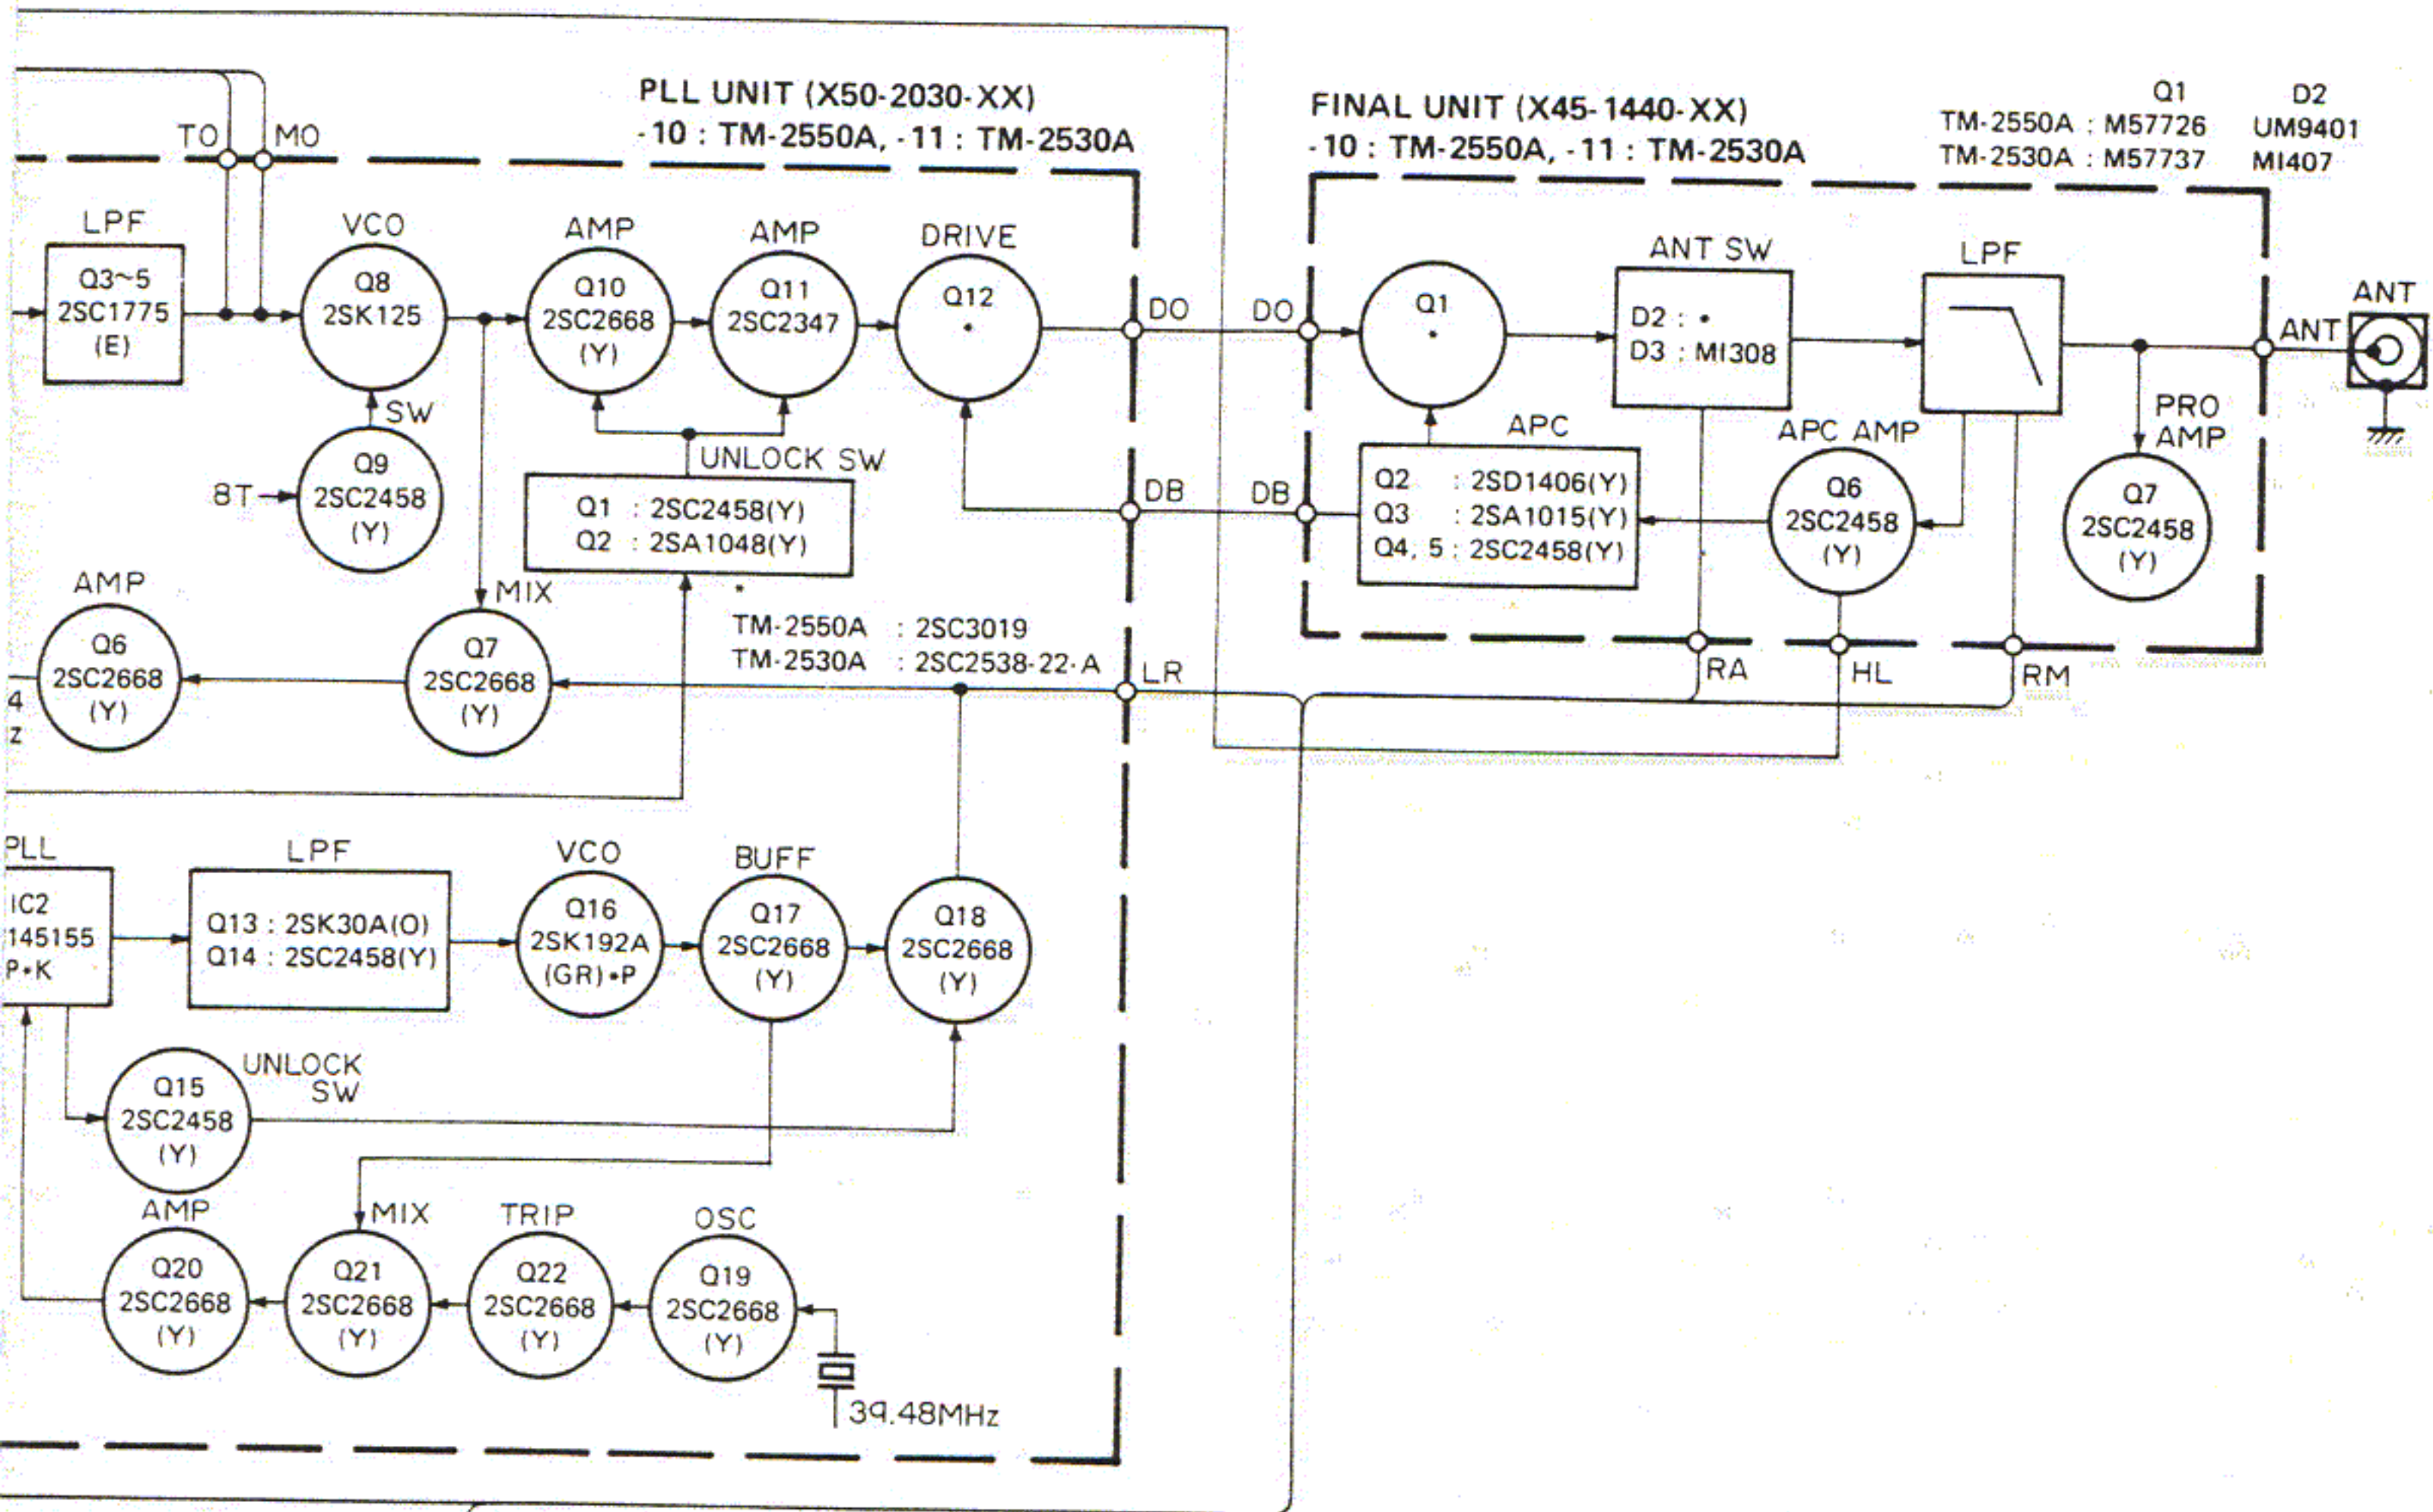 PLL UNIT (X50-2030-XX)
-10 : TM-2550A, -11 : TM-2530A
FINAL UNIT (X45-1440-XX)
-10 : TM-2550A, -11 : TM-2530A
Q1 D2
TM-2550A : M57726 UM9401
TM-2530A : M57737 MI407
TO MO
LPF
Q3~5
2SC1775
(E)
VCO
Q8
2SK125
AMP
Q10
2SC2668
(Y)
AMP
Q11
2SC2347
DRIVE
Q12
•
DO
DO
Q1
•
ANT SW
D2 : •
D3 : MI308
LPF
ANT
ANT
SW
8T
Q9
2SC2458
(Y)
UNLOCK SW
Q1 : 2SC2458(Y)
Q2 : 2SA1048(Y)
DB
DB
APC
Q2 : 2SD1406(Y)
Q3 : 2SA1015(Y)
Q4, 5 : 2SC2458(Y)
APC AMP
Q6
2SC2458
(Y)
PRO
AMP
Q7
2SC2458
(Y)
AMP
Q6
2SC2668
(Y)
4
z
MIX
Q7
2SC2668
(Y)
•
TM-2550A : 2SC3019
TM-2530A : 2SC2538-22-A
LR
RA
HL
RM
PLL
IC2
145155
P•K
LPF
Q13 : 2SK30A(O)
Q14 : 2SC2458(Y)
VCO
Q16
2SK192A
(GR)•P
BUFF
Q17
2SC2668
(Y)
Q18
2SC2668
(Y)
UNLOCK
SW
Q15
2SC2458
(Y)
AMP
Q20
2SC2668
(Y)
MIX
Q21
2SC2668
(Y)
TRIP
Q22
2SC2668
(Y)
OSC
Q19
2SC2668
(Y)
39.48MHz